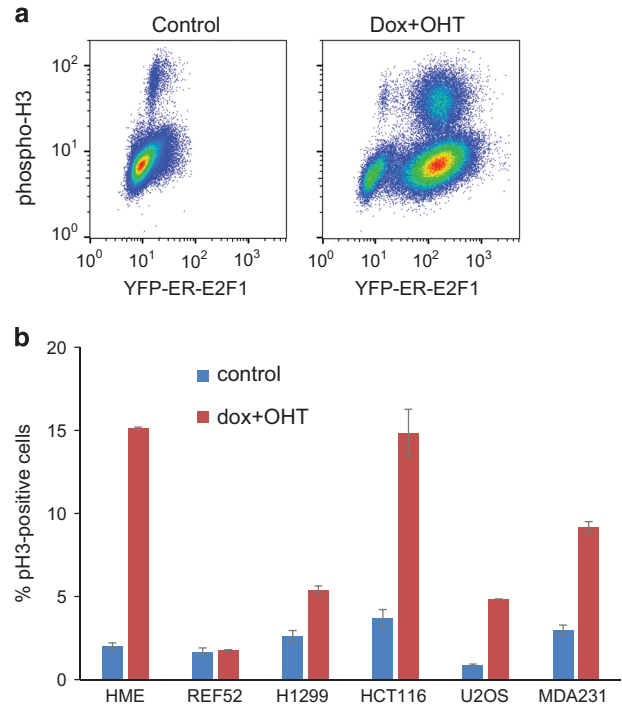 a
Control
Dox+OHT
phospho-H3
10²
10¹
10⁰
10⁰ 10¹ 10² 10³
10⁰ 10¹ 10² 10³
YFP-ER-E2F1
YFP-ER-E2F1
b
% pH3-positive cells
20
15
10
5
0
control
dox+OHT
HME REF52 H1299 HCT116 U2OS MDA231